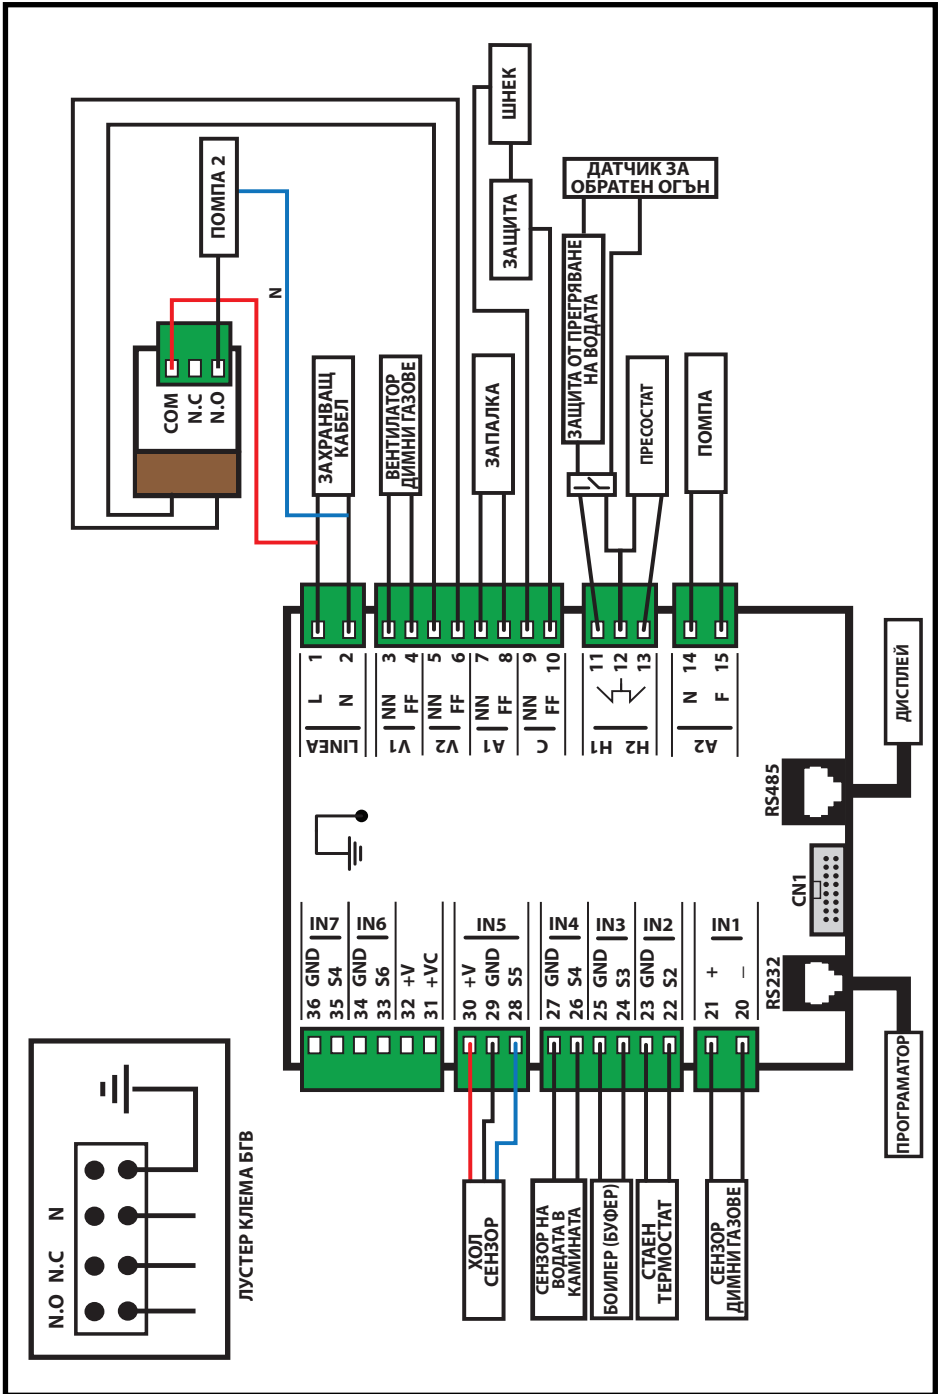 ШНЕК
ЗАЩИТА
ДАТЧИК ЗА
ОБРАТЕН ОГЪН
ПОМПА 2
N
COM
N.C
N.O
ЗАХРАНВАЩ
КАБЕЛ
ВЕНТИЛАТОР
ДИМНИ ГАЗОВЕ
ЗАПАЛКА
ЗАЩИТА ОТ ПРЕГРЯВАНЕ
НА ВОДАТА
ПРЕСОСТАТ
ПОМПА
1
2
3
4
5
6
7
8
9
10
11
12
13
14
15
L
N
NN
FF
NN
FF
NN
FF
NN
FF
N
F
LINEA
V1
V2
A1
C
H1
H2
A2
ДИСПЛЕЙ
RS485
CN1
RS232
ПРОГРАМАТОР
IN7
IN6
IN5
IN4
IN3
IN2
IN1
36 GND
35 S4
34 GND
33 S6
32 +V
31 +VC
30 +V
29 GND
28 S5
27 GND
26 S4
25 GND
24 S3
23 GND
22 S2
21 +
20 –
ХОЛ
СЕНЗОР
СЕНЗОР НА
ВОДАТА В
КАМИНАТА
БОИЛЕР (БУФЕР)
СТАЕН
ТЕРМОСТАТ
СЕНЗОР
ДИМНИ ГАЗОВЕ
N.O N.C N
ЛУСТЕР КЛЕМА БГВ